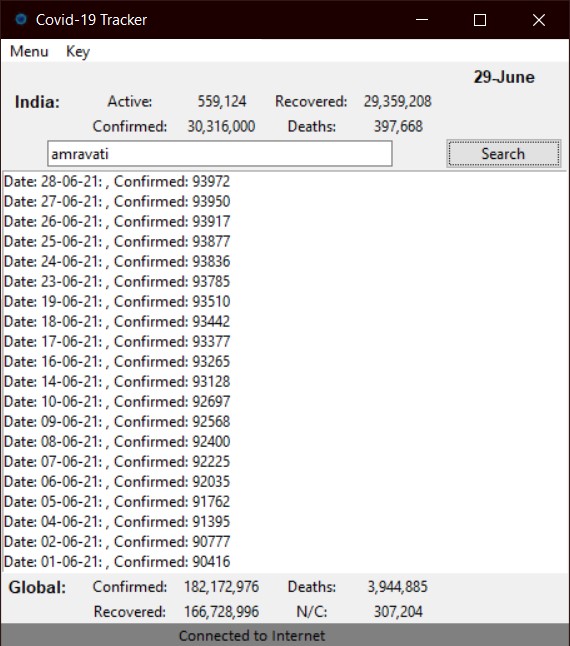 Covid-19 Tracker
Menu Key
29-June
India: Active: 559,124 Recovered: 29,359,208
Confirmed: 30,316,000 Deaths: 397,668
amravati Search
Date: 28-06-21: , Confirmed: 93972
Date: 27-06-21: , Confirmed: 93950
Date: 26-06-21: , Confirmed: 93917
Date: 25-06-21: , Confirmed: 93877
Date: 24-06-21: , Confirmed: 93836
Date: 23-06-21: , Confirmed: 93785
Date: 19-06-21: , Confirmed: 93510
Date: 18-06-21: , Confirmed: 93442
Date: 17-06-21: , Confirmed: 93377
Date: 16-06-21: , Confirmed: 93265
Date: 14-06-21: , Confirmed: 93128
Date: 10-06-21: , Confirmed: 92697
Date: 09-06-21: , Confirmed: 92568
Date: 08-06-21: , Confirmed: 92400
Date: 07-06-21: , Confirmed: 92225
Date: 06-06-21: , Confirmed: 92035
Date: 05-06-21: , Confirmed: 91762
Date: 04-06-21: , Confirmed: 91395
Date: 02-06-21: , Confirmed: 90777
Date: 01-06-21: , Confirmed: 90416
Global: Confirmed: 182,172,976 Deaths: 3,944,885
Recovered: 166,728,996 N/C: 307,204
Connected to Internet